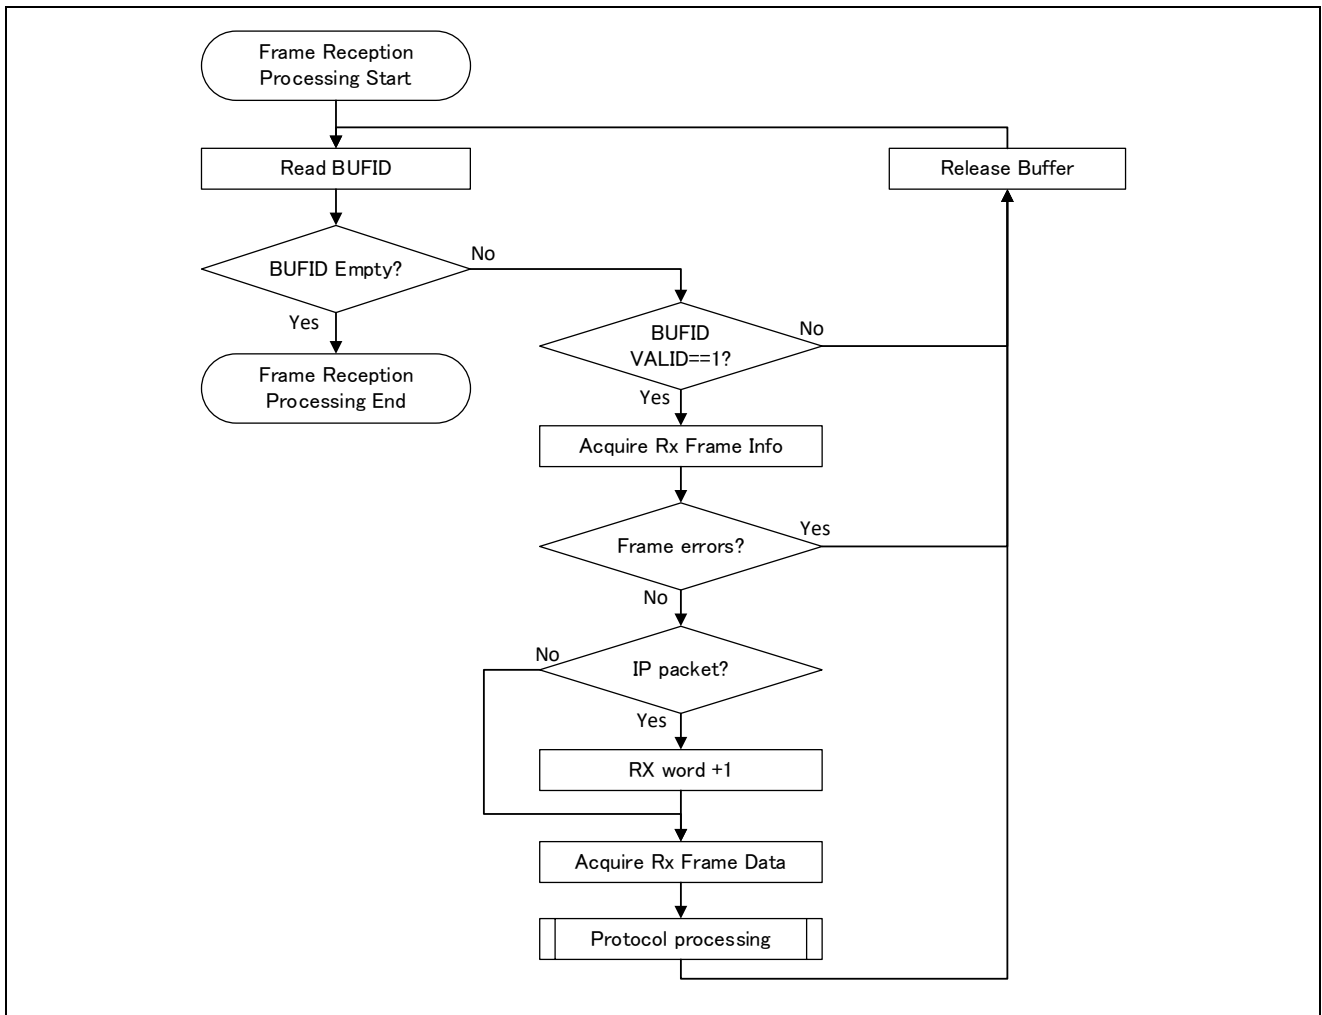 Frame Reception
Processing Start
Read BUFID
Release Buffer
BUFID Empty?
No
Yes
Frame Reception
Processing End
BUFID
VALID==1?
No
Yes
Acquire Rx Frame Info
Frame errors?
Yes
No
IP packet?
No
Yes
RX word +1
Acquire Rx Frame Data
Protocol processing